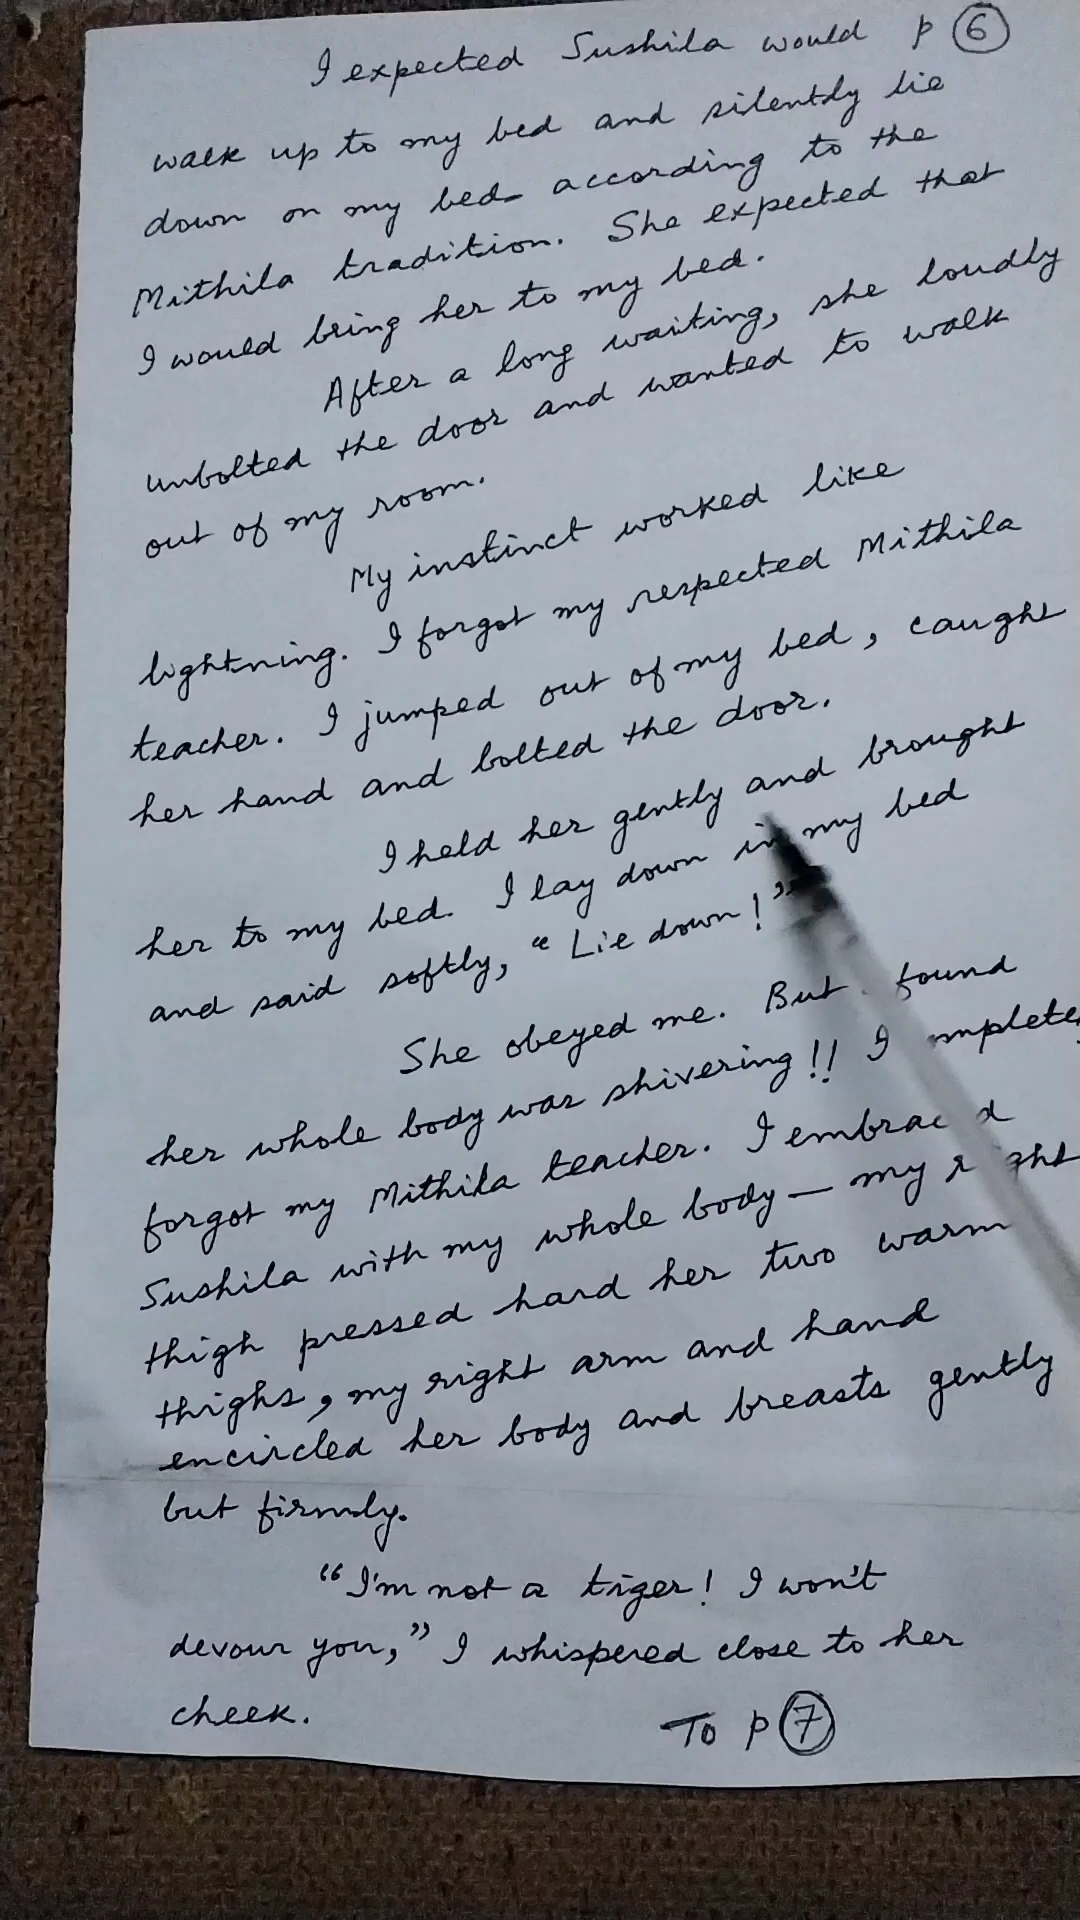 I expected Sushila would p 6
walk up to my bed and silently lie
down on my bed according to the
Mithila tradition. She expected that
I would bring her to my bed.
After a long waiting, she loudly
unbolted the door and wanted to walk
out of my room.
My instinct worked like
lightning. I forgot my respected Mithila
teacher. I jumped out of my bed, caught
her hand and bolted the door.
I held her gently and brought
her to my bed. I lay down in my bed
and said softly, "Lie down!"
She obeyed me. But found
her whole body was shivering!! I
forgot my Mithila teacher. I embraced
Sushila with my whole body — my right
thigh pressed hard her two warm
thighs, my right arm and hand
encircled her body and breasts gently
but firmly.
"I'm not a tiger! I won't
devour you," I whispered close to her
cheek.
To p 7